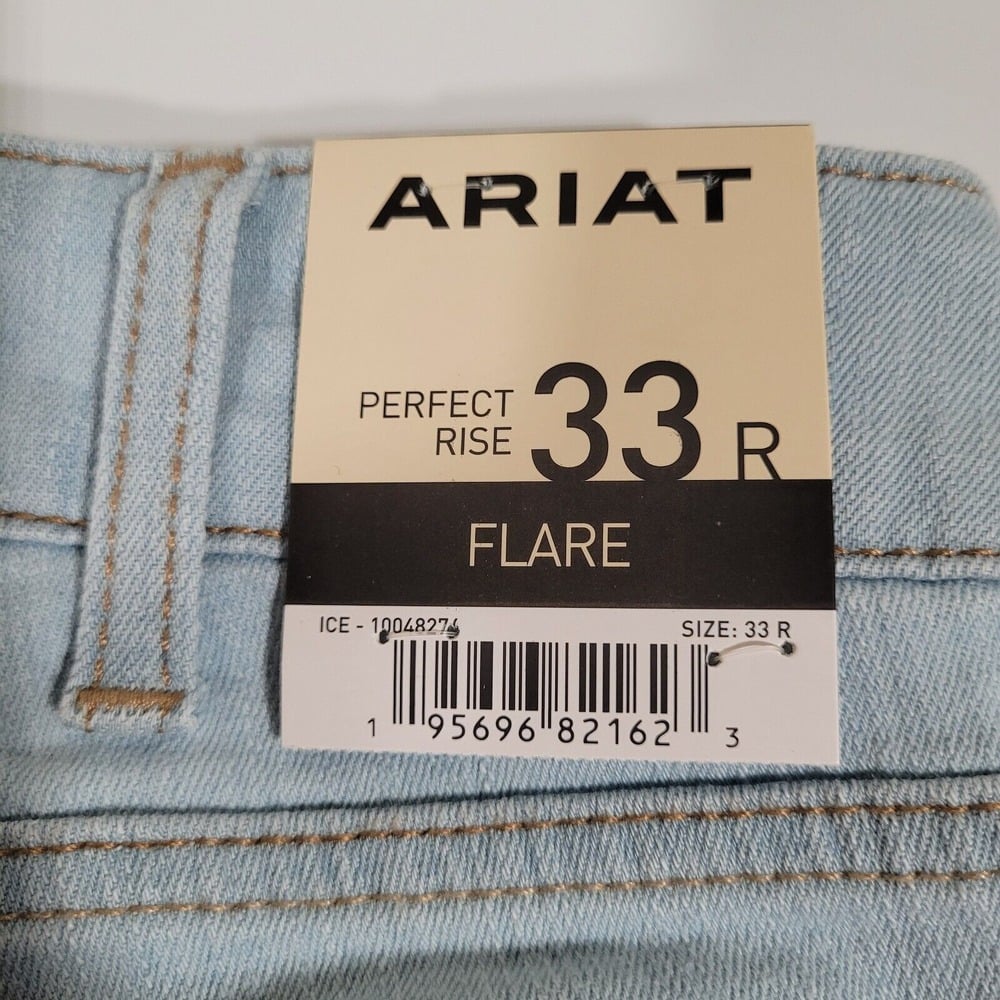 ARIAT
PERFECT
RISE
33 R
FLARE
ICE - 10048274
SIZE: 33 R
1 95696 82162 3